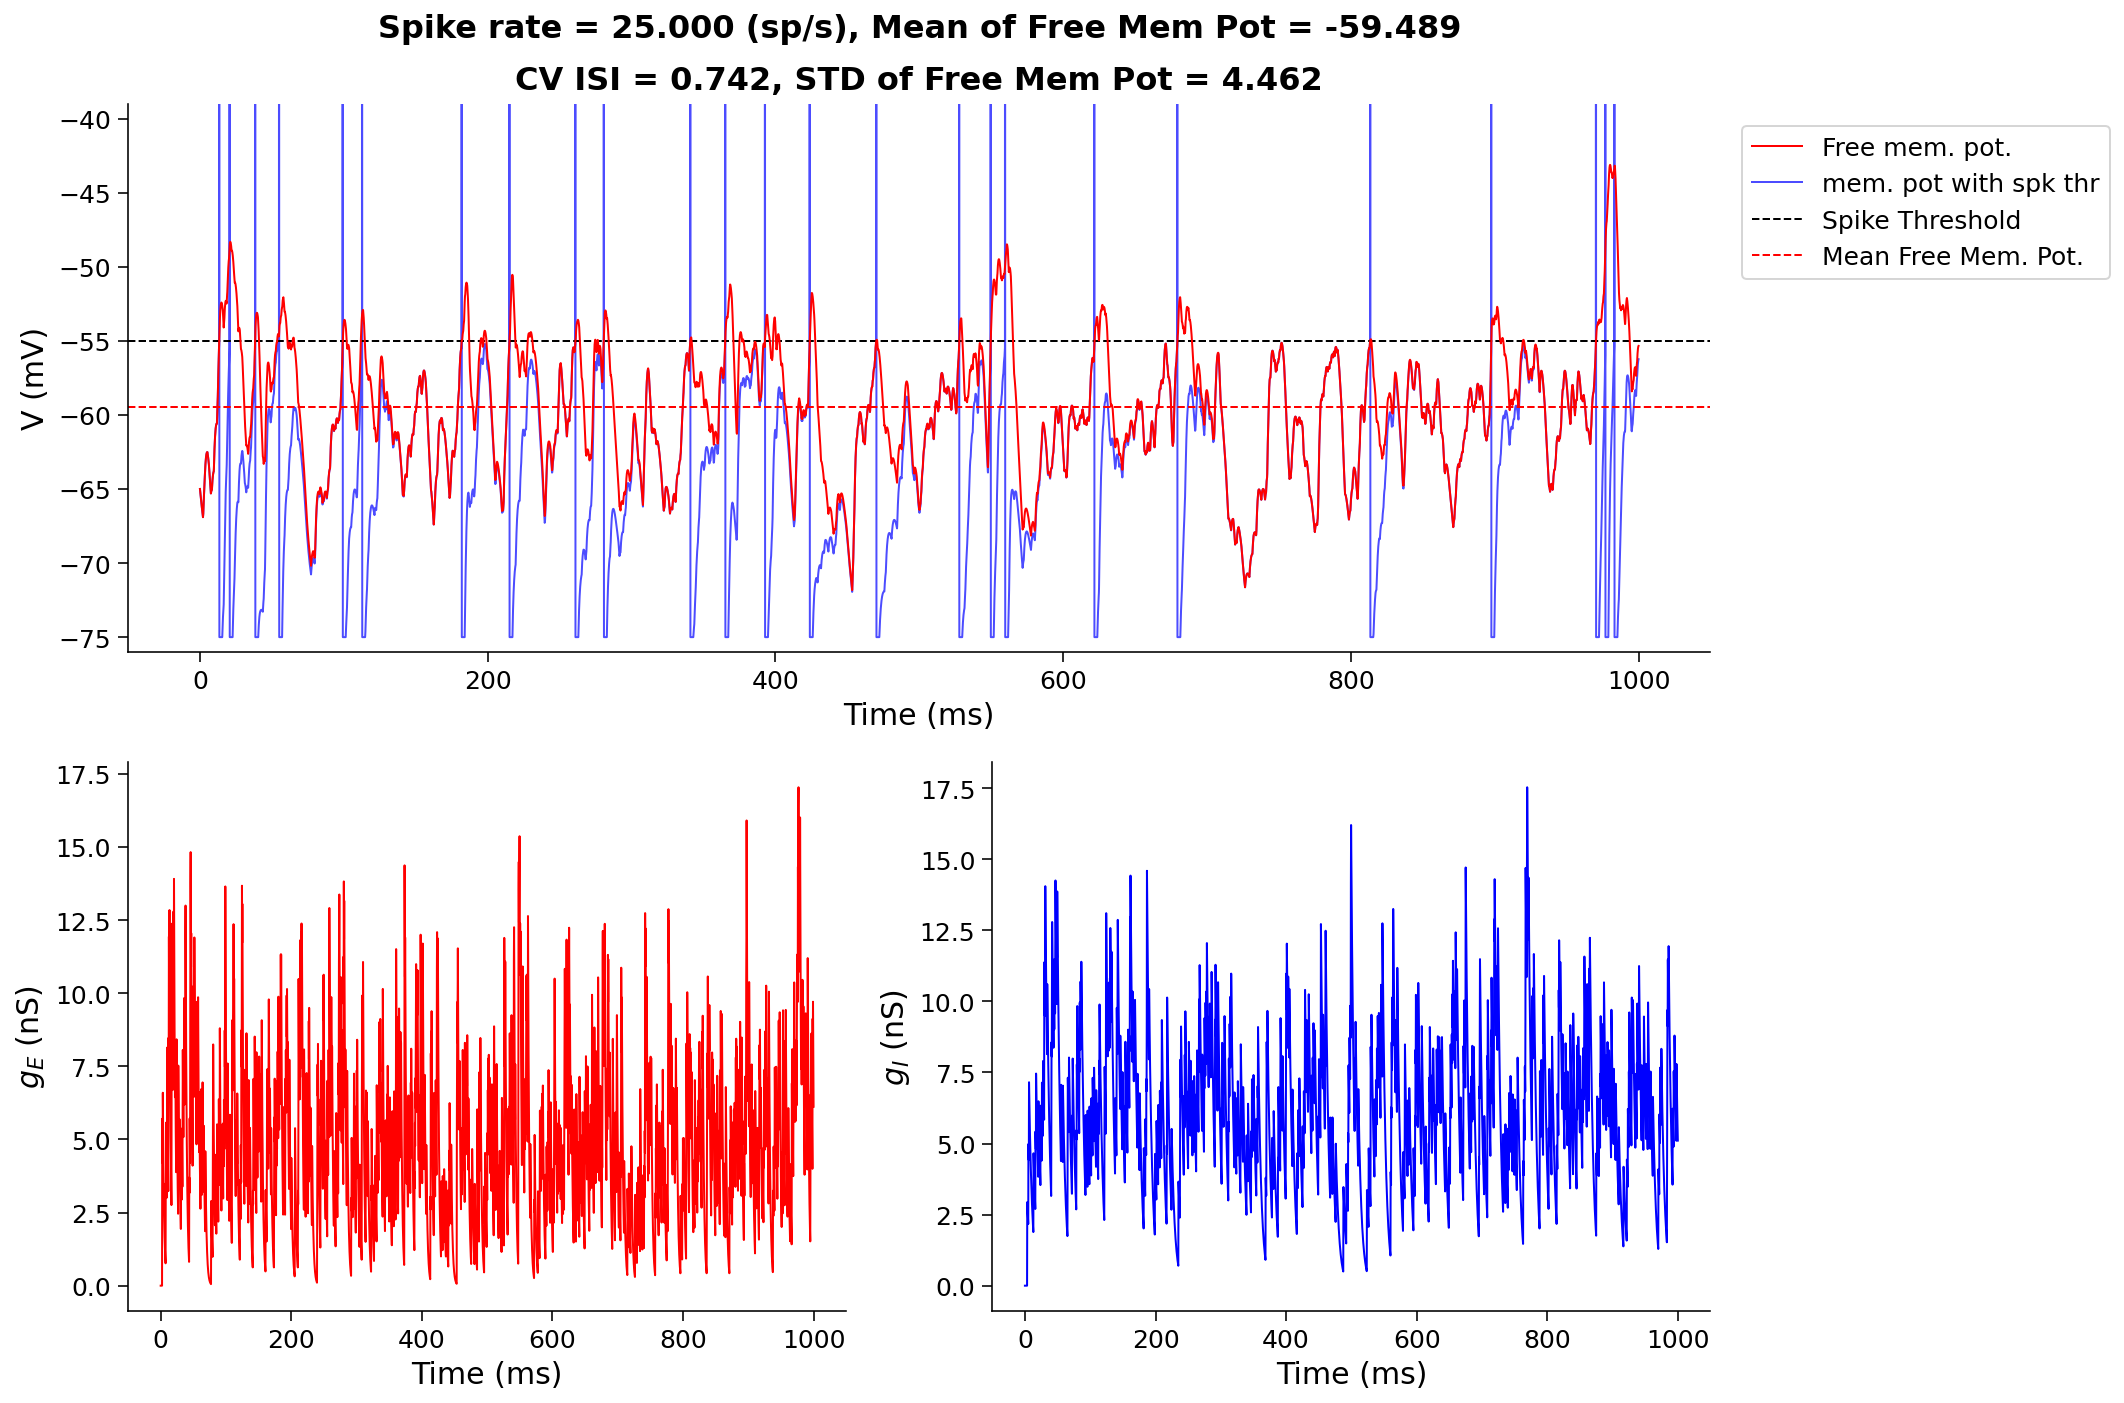 Spike rate = 25.000 (sp/s), Mean of Free Mem Pot = -59.489
CV ISI = 0.742, STD of Free Mem Pot = 4.462
−40
−45
−50
−55
−60
−65
−70
−75
V (mV)
0 200 400 600 800 1000
Time (ms)
Free mem. pot.
mem. pot with spk thr
Spike Threshold
Mean Free Mem. Pot.
17.5
15.0
12.5
10.0
7.5
5.0
2.5
0.0
g_E (nS)
0 200 400 600 800 1000
Time (ms)
17.5
15.0
12.5
10.0
7.5
5.0
2.5
0.0
g_I (nS)
0 200 400 600 800 1000
Time (ms)